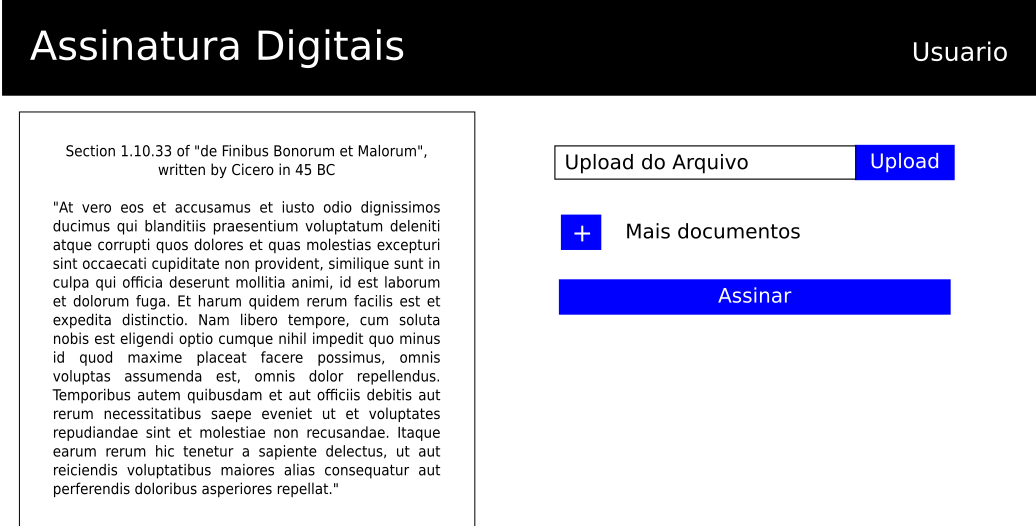 Assinatura Digitais
Usuario
Section 1.10.33 of "de Finibus Bonorum et Malorum",
written by Cicero in 45 BC
"At vero eos et accusamus et iusto odio dignissimos
ducimus qui blanditiis praesentium voluptatum deleniti
atque corrupti quos dolores et quas molestias excepturi
sint occaecati cupiditate non provident, similique sunt in
culpa qui officia deserunt mollitia animi, id est laborum
et dolorum fuga. Et harum quidem rerum facilis est et
expedita distinctio. Nam libero tempore, cum soluta
nobis est eligendi optio cumque nihil impedit quo minus
id quod maxime placeat facere possimus, omnis
voluptas assumenda est, omnis dolor repellendus.
Temporibus autem quibusdam et aut officiis debitis aut
rerum necessitatibus saepe eveniet ut et voluptates
repudiandae sint et molestiae non recusandae. Itaque
earum rerum hic tenetur a sapiente delectus, ut aut
reiciendis voluptatibus maiores alias consequatur aut
perferendis doloribus asperiores repellat."
Upload do Arquivo
Upload
+
Mais documentos
Assinar